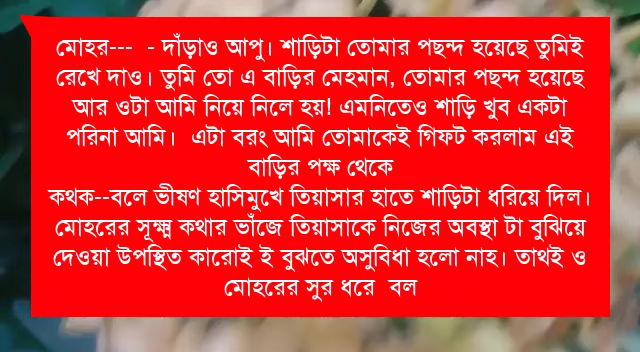 মোহর---  - দাঁড়াও আপু। শাড়িটা তোমার পছন্দ হয়েছে তুমিই
রেখে দাও। তুমি তো এ বাড়ির মেহমান, তোমার পছন্দ হয়েছে
আর ওটা আমি নিয়ে নিলে হয়! এমনিতেও শাড়ি খুব একটা
পরিনা আমি।  এটা বরং আমি তোমাকেই গিফট করলাম এই
বাড়ির পক্ষ থেকে
কথক--বলে ভীষণ হাসিমুখে তিয়াসার হাতে শাড়িটা ধরিয়ে দিল।
মোহরের সূক্ষ্ম কথার ভাঁজে তিয়াসাকে নিজের অবস্থা টা বুঝিয়ে
দেওয়া উপস্থিত কারোই ই বুঝতে অসুবিধা হলো নাহ। তাথই ও
মোহরের সুর ধরে  বল